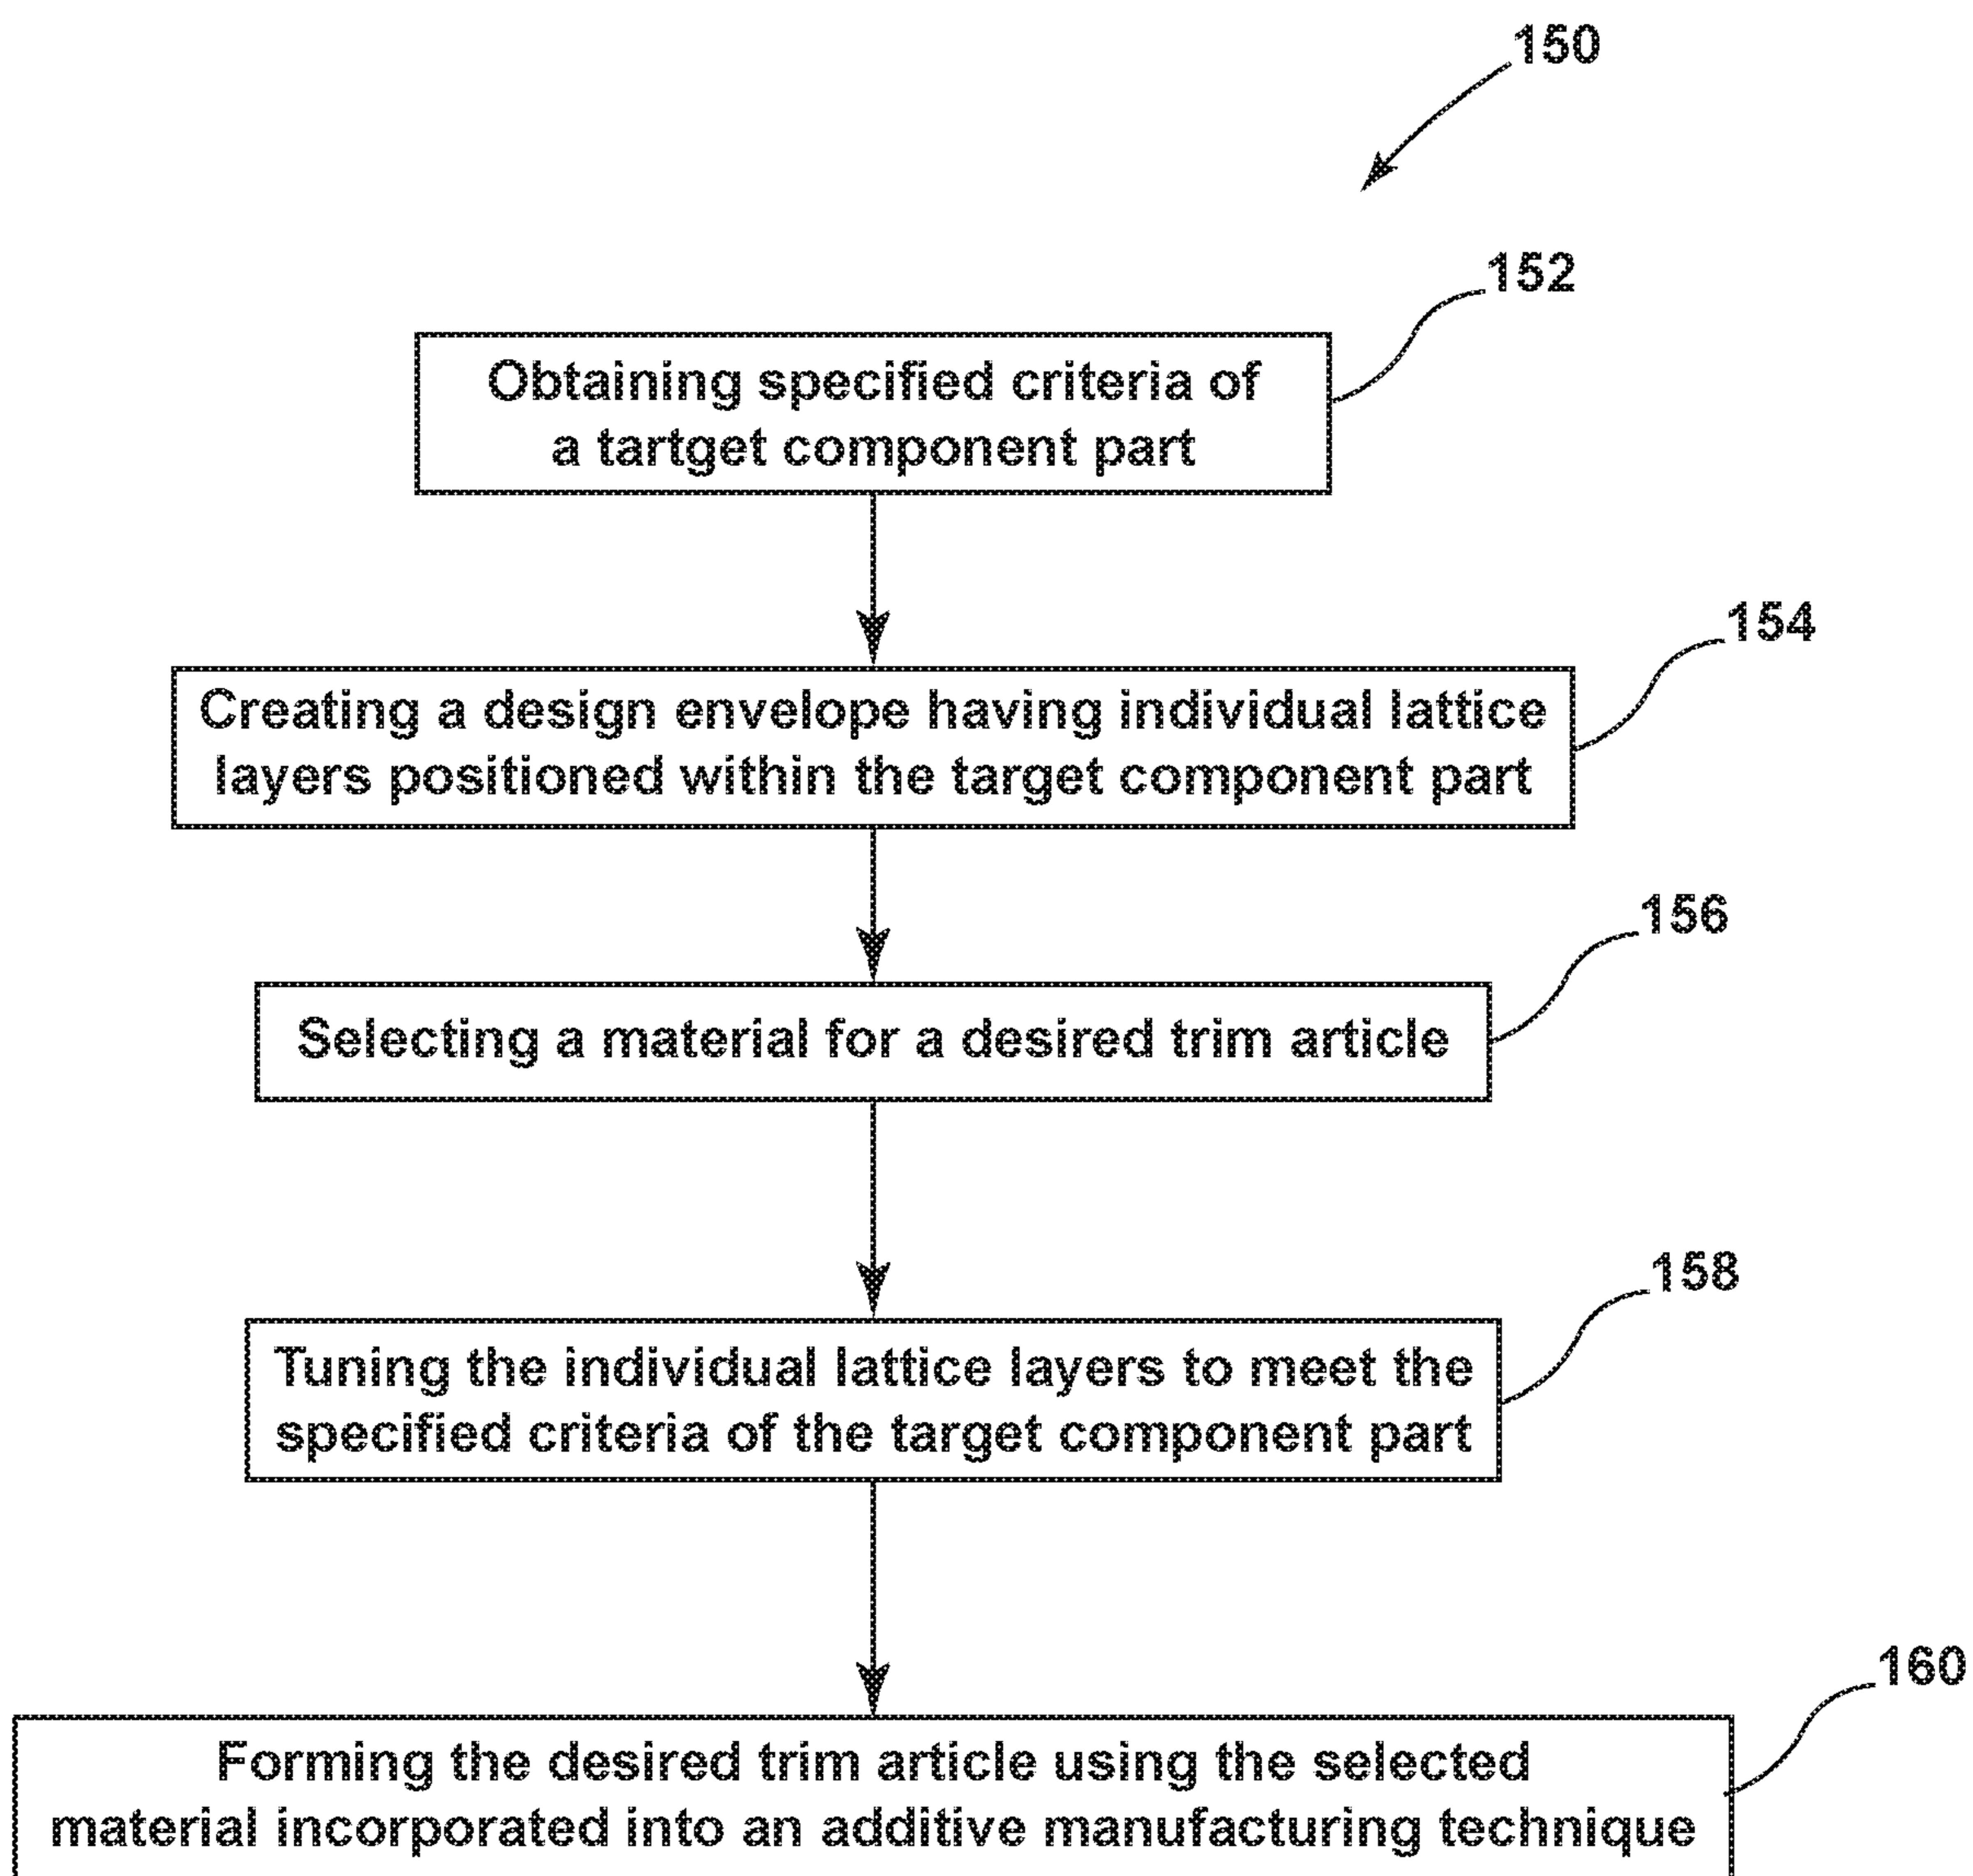 150
152
Obtaining specified criteria of
a tartget component part
154
Creating a design envelope having individual lattice
layers positioned within the target component part
156
Selecting a material for a desired trim article
158
Tuning the individual lattice layers to meet the
specified criteria of the target component part
160
Forming the desired trim article using the selected
material incorporated into an additive manufacturing technique